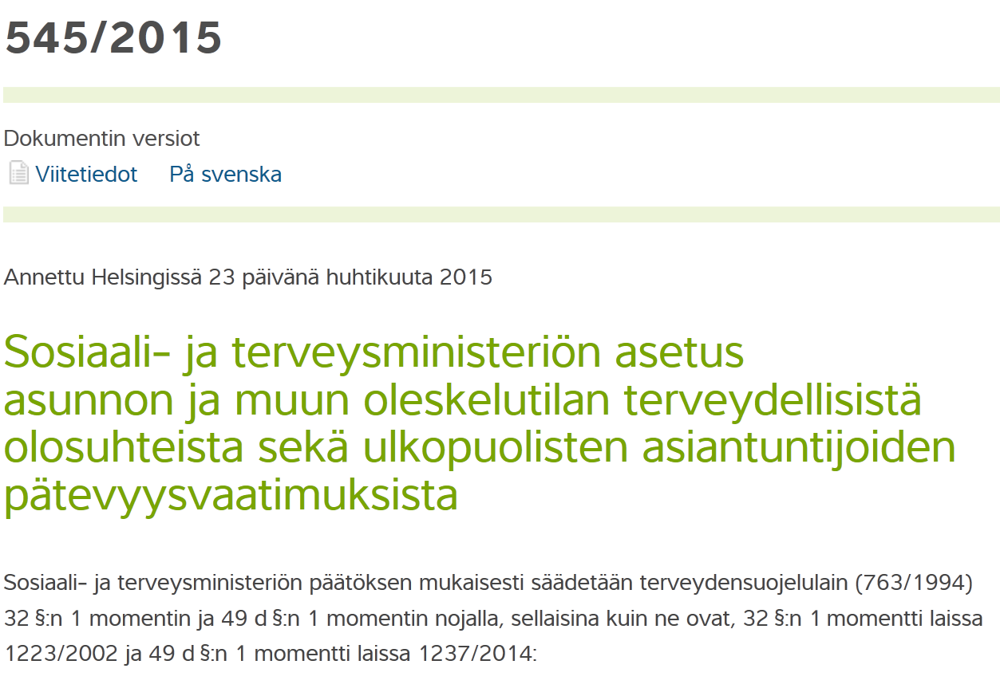 545/2015
Dokumentin versiot
Viitetiedot På svenska
Annettu Helsingissä 23 päivänä huhtikuuta 2015
Sosiaali- ja terveysministeriön asetus
asunnon ja muun oleskelutilan terveydellisistä
olosuhteista sekä ulkopuolisten asiantuntijoiden
pätevyysvaatimuksista
Sosiaali- ja terveysministeriön päätöksen mukaisesti säädetään terveydensuojelulain (763/1994)
32 §:n 1 momentin ja 49 d §:n 1 momentin nojalla, sellaisina kuin ne ovat, 32 §:n 1 momentti laissa
1223/2002 ja 49 d §:n 1 momentti laissa 1237/2014: